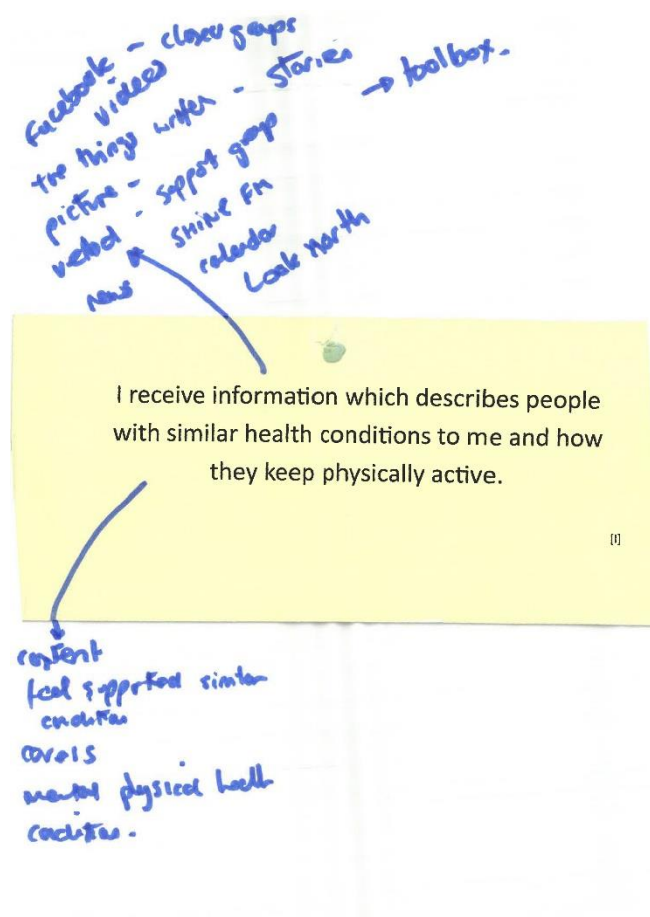 Facebook - closed groups
videos
things written - stories → toolbox.
picture -
verbal - support group
SHINE FM
news calendar
Look North
I receive information which describes people
with similar health conditions to me and how
they keep physically active.
[I]
content
feel supported similar
condition
covers
mental physical health
condition.